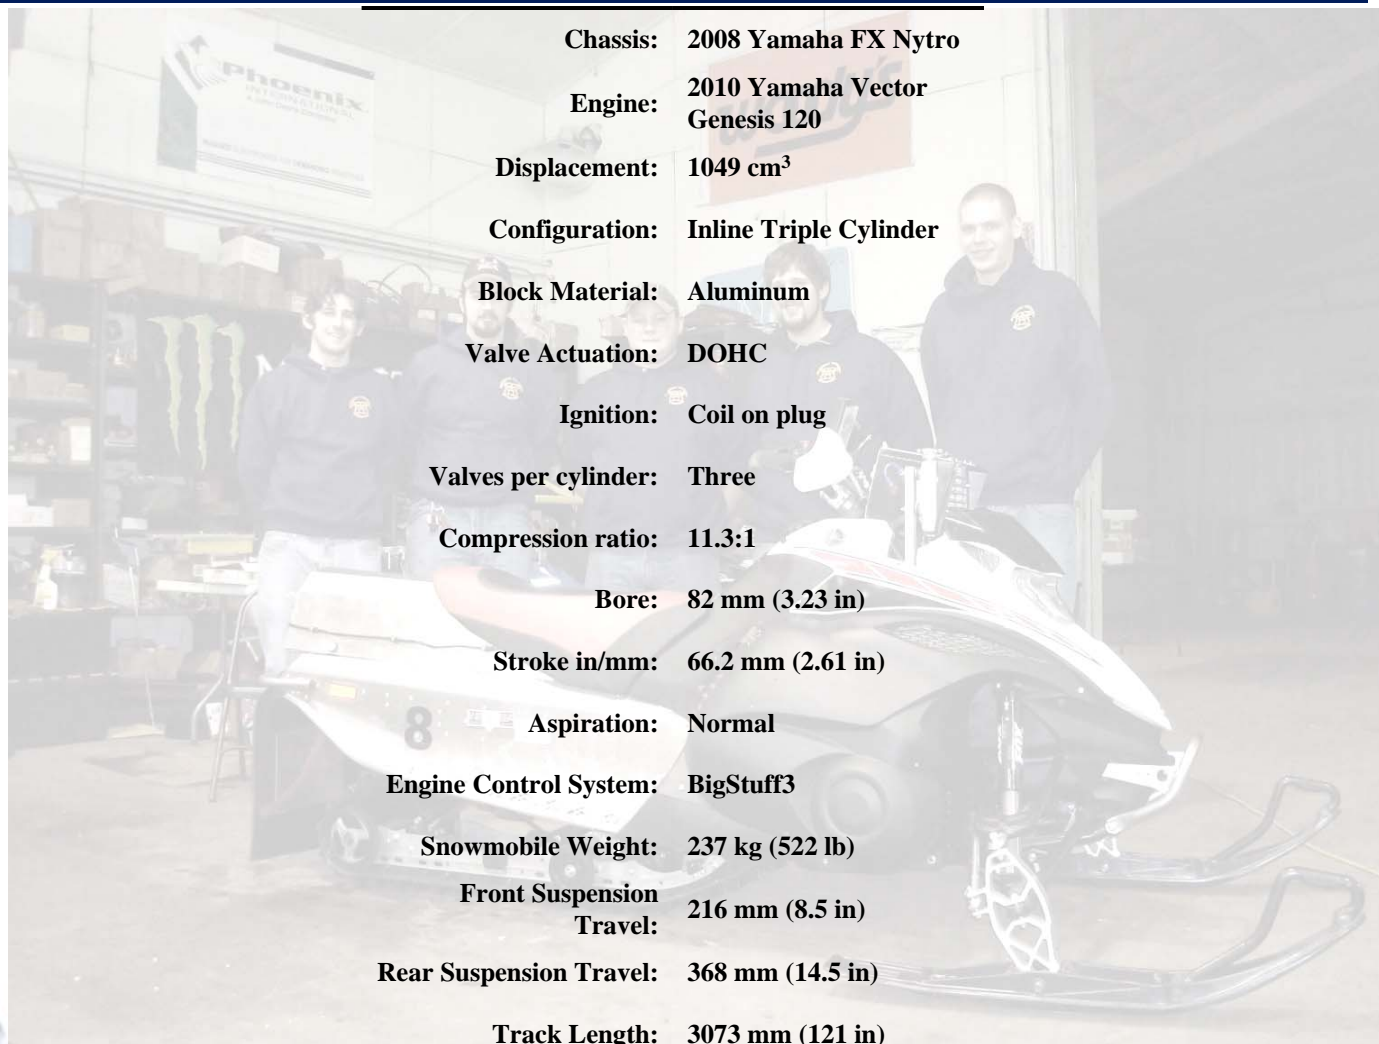 Phoenix
INTERNATIONAL
woody's
Chassis: 2008 Yamaha FX Nytro
Engine: 2010 Yamaha Vector
Genesis 120
Displacement: 1049 cm³
Configuration: Inline Triple Cylinder
Block Material: Aluminum
Valve Actuation: DOHC
Ignition: Coil on plug
Valves per cylinder: Three
Compression ratio: 11.3:1
Bore: 82 mm (3.23 in)
Stroke in/mm: 66.2 mm (2.61 in)
8
Aspiration: Normal
Engine Control System: BigStuff3
Snowmobile Weight: 237 kg (522 lb)
Front Suspension
Travel: 216 mm (8.5 in)
Rear Suspension Travel: 368 mm (14.5 in)
Track Length: 3073 mm (121 in)